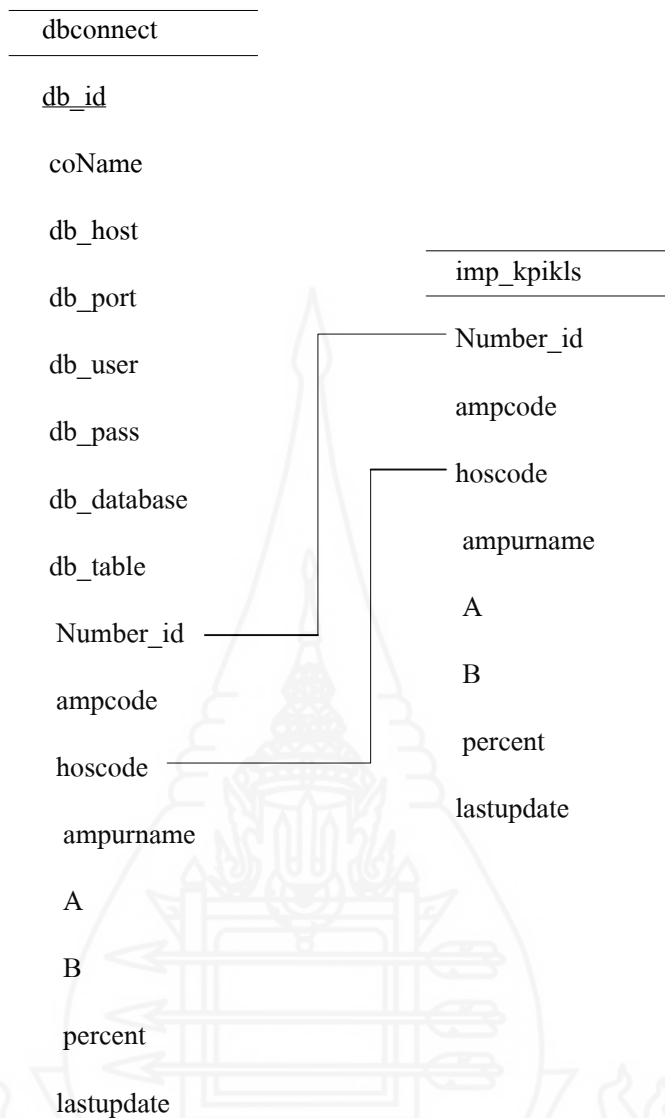 dbconnect
db_id
coName
db_host
db_port
db_user
db_pass
db_database
db_table
Number_id
ampcode
hoscode
ampurname
A
B
percent
lastupdate
imp_kpikls
Number_id
ampcode
hoscode
ampurname
A
B
percent
lastupdate